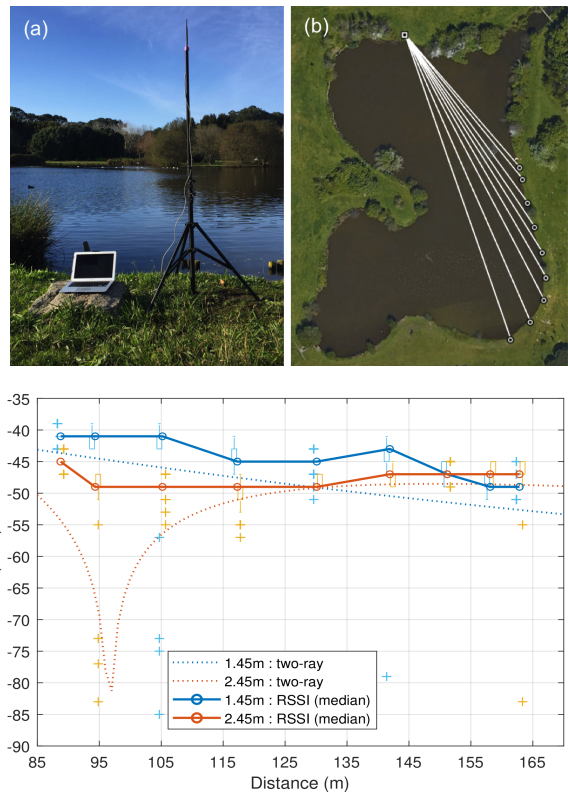 (a)
(b)
-35
-40
-45
-50
-55
-60
-65
-70
-75
-80
-85
-90
1.45m : two-ray
2.45m : two-ray
1.45m : RSSI (median)
2.45m : RSSI (median)
85 95 105 115 125 135 145 155 165
Distance (m)